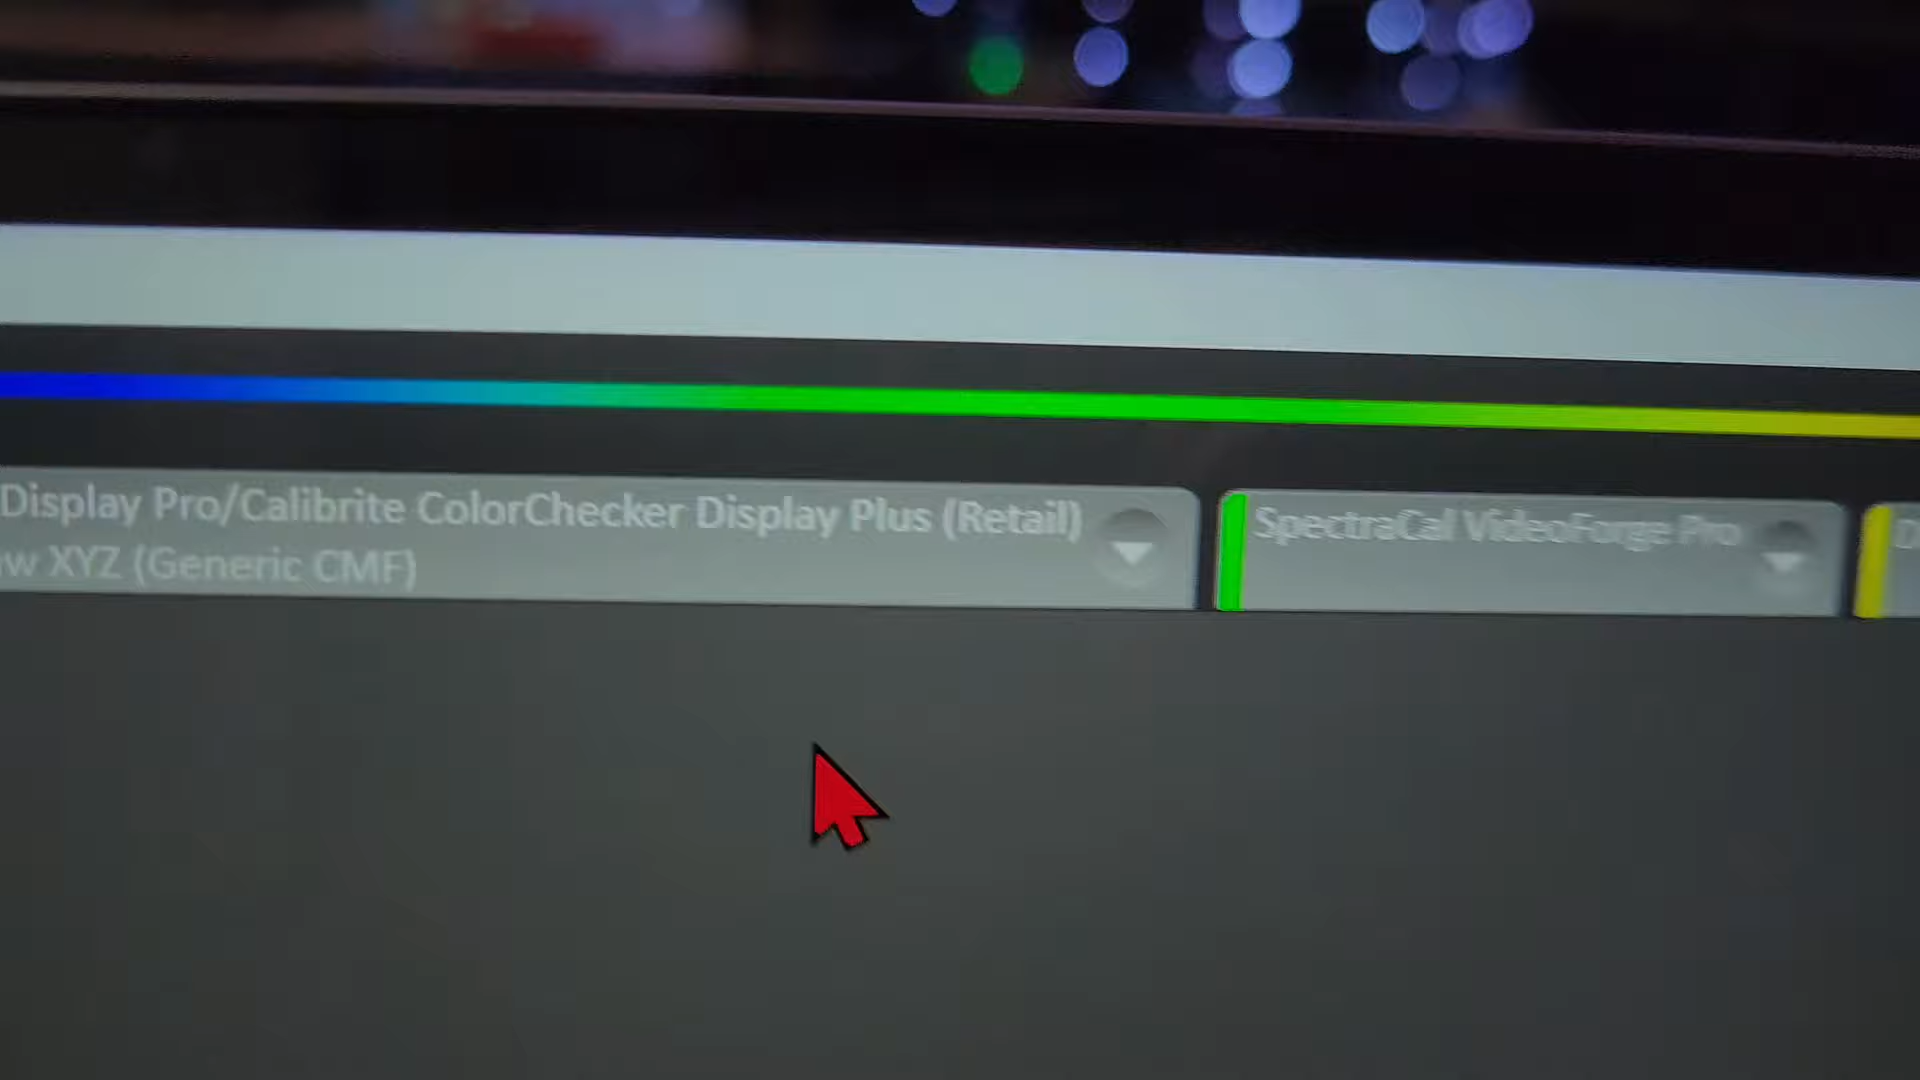 Display Pro/Calibrite ColorChecker Display Plus (Retail)
XYZ (Generic CMF)
SpectraCal VideoForge Pro